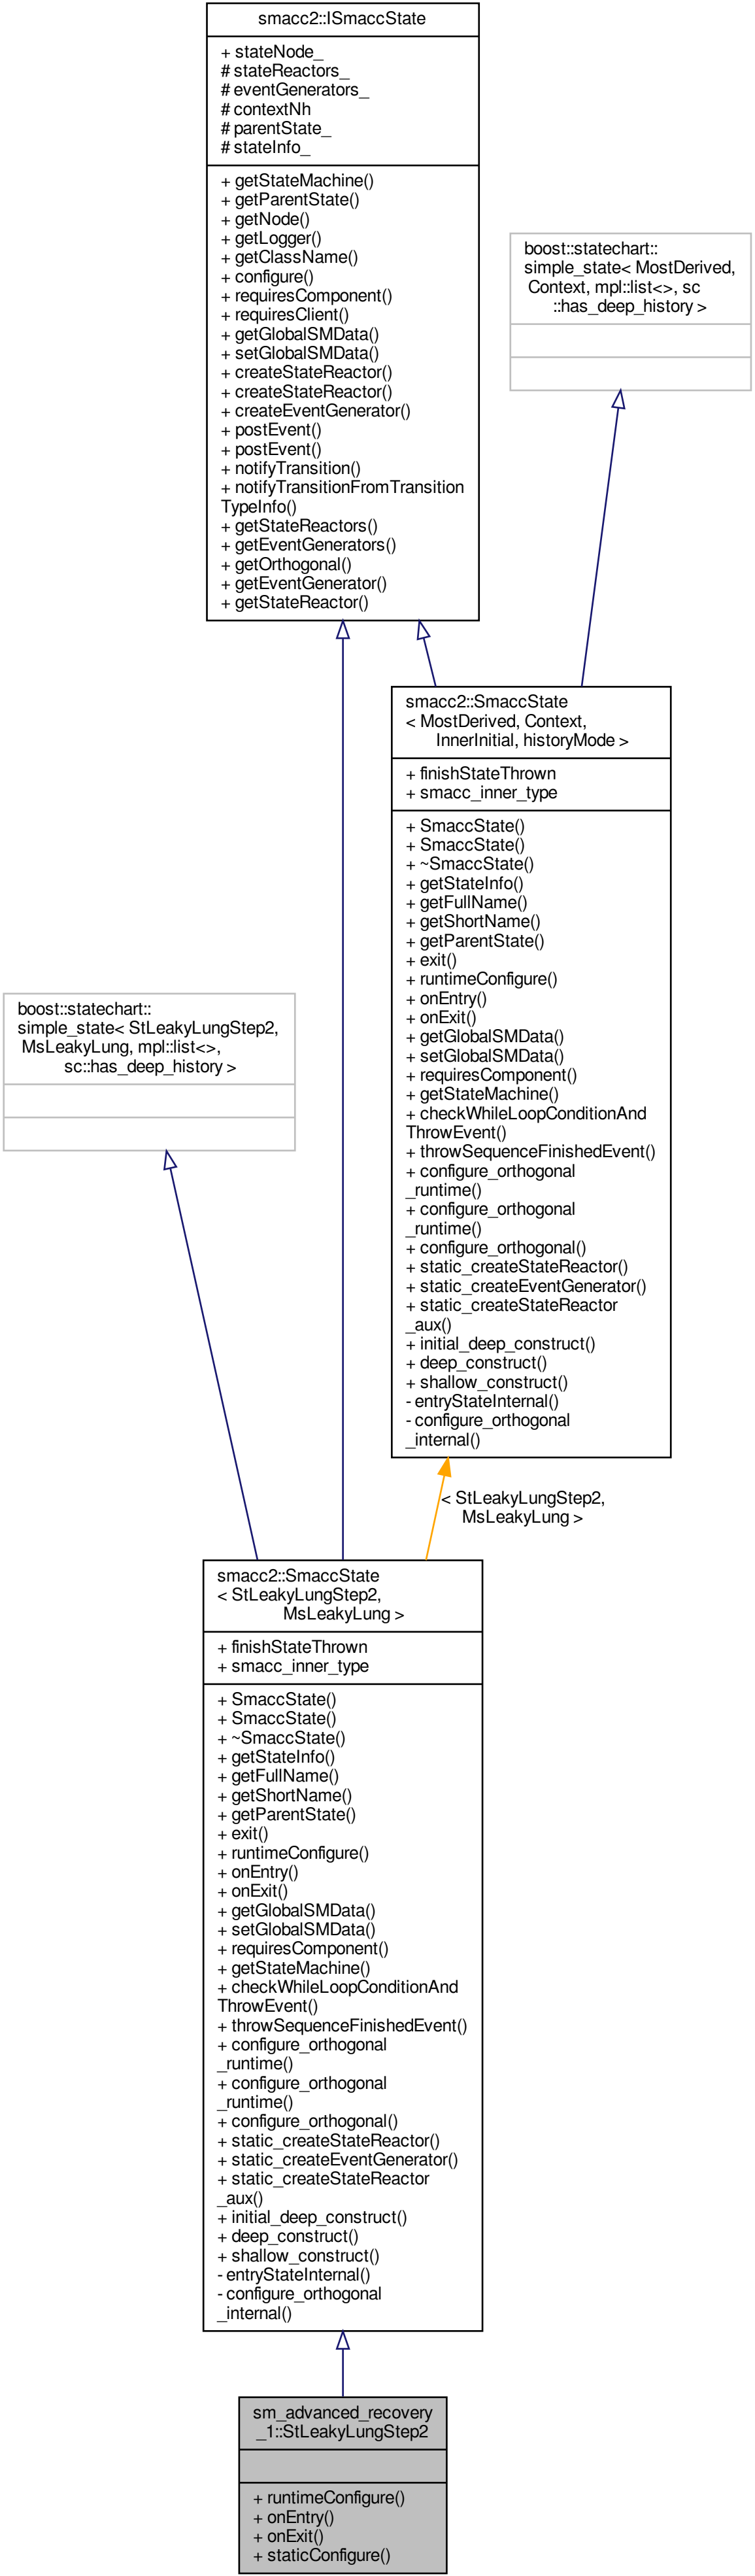 smacc2::ISmaccState
+ stateNode_
# stateReactors_
# eventGenerators_
# contextNh
# parentState_
# stateInfo_
+ getStateMachine()
+ getParentState()
+ getNode()
+ getLogger()
+ getClassName()
+ configure()
+ requiresComponent()
+ requiresClient()
+ getGlobalSMData()
+ setGlobalSMData()
+ createStateReactor()
+ createStateReactor()
+ createEventGenerator()
+ postEvent()
+ postEvent()
+ notifyTransition()
+ notifyTransitionFromTransition
TypeInfo()
+ getStateReactors()
+ getEventGenerators()
+ getOrthogonal()
+ getEventGenerator()
+ getStateReactor()
boost::statechart::
simple_state< MostDerived,
Context, mpl::list<>, sc
::has_deep_history >
smacc2::SmaccState
< MostDerived, Context,
InnerInitial, historyMode >
+ finishStateThrown
+ smacc_inner_type
+ SmaccState()
+ SmaccState()
+ ~SmaccState()
+ getStateInfo()
+ getFullName()
+ getShortName()
+ getParentState()
+ exit()
+ runtimeConfigure()
+ onEntry()
+ onExit()
+ getGlobalSMData()
+ setGlobalSMData()
+ requiresComponent()
+ getStateMachine()
+ checkWhileLoopConditionAnd
ThrowEvent()
+ throwSequenceFinishedEvent()
+ configure_orthogonal
_runtime()
+ configure_orthogonal
_runtime()
+ configure_orthogonal()
+ static_createStateReactor()
+ static_createEventGenerator()
+ static_createStateReactor
_aux()
+ initial_deep_construct()
+ deep_construct()
+ shallow_construct()
- entryStateInternal()
- configure_orthogonal
_internal()
boost::statechart::
simple_state< StLeakyLungStep2,
MsLeakyLung, mpl::list<>,
sc::has_deep_history >
< StLeakyLungStep2,
MsLeakyLung >
smacc2::SmaccState
< StLeakyLungStep2,
MsLeakyLung >
+ finishStateThrown
+ smacc_inner_type
+ SmaccState()
+ SmaccState()
+ ~SmaccState()
+ getStateInfo()
+ getFullName()
+ getShortName()
+ getParentState()
+ exit()
+ runtimeConfigure()
+ onEntry()
+ onExit()
+ getGlobalSMData()
+ setGlobalSMData()
+ requiresComponent()
+ getStateMachine()
+ checkWhileLoopConditionAnd
ThrowEvent()
+ throwSequenceFinishedEvent()
+ configure_orthogonal
_runtime()
+ configure_orthogonal
_runtime()
+ configure_orthogonal()
+ static_createStateReactor()
+ static_createEventGenerator()
+ static_createStateReactor
_aux()
+ initial_deep_construct()
+ deep_construct()
+ shallow_construct()
- entryStateInternal()
- configure_orthogonal
_internal()
sm_advanced_recovery
_1::StLeakyLungStep2
+ runtimeConfigure()
+ onEntry()
+ onExit()
+ staticConfigure()